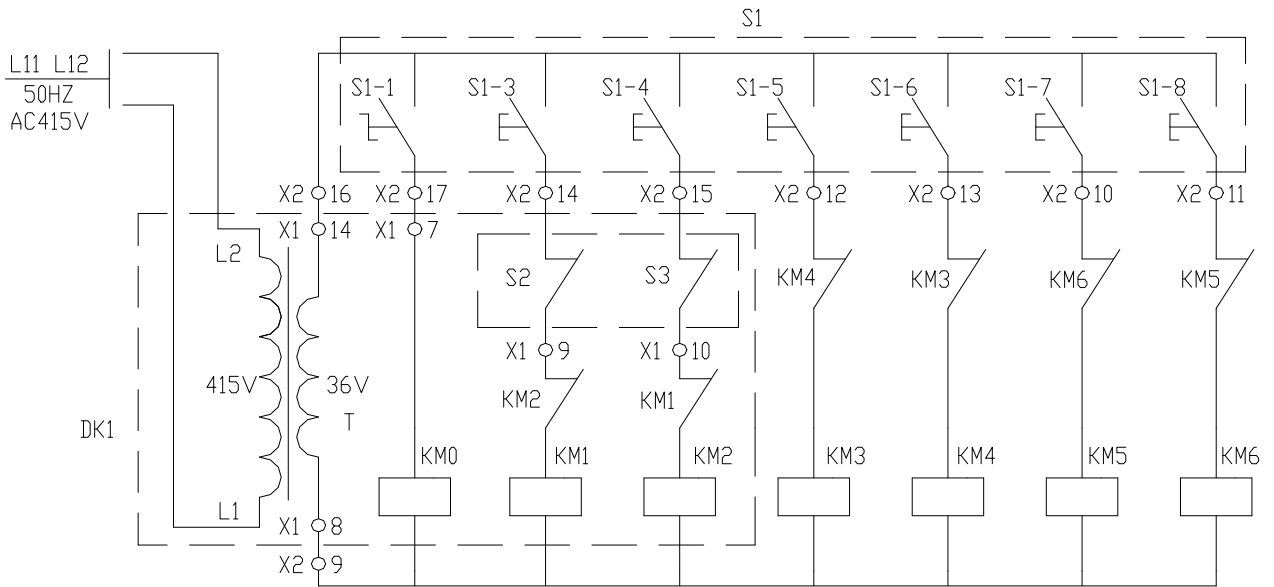 S1
L11 L12
50HZ
AC415V
S1-1 S1-3 S1-4 S1-5 S1-6 S1-7 S1-8
X2 16 X2 17 X2 14 X2 15 X2 12 X2 13 X2 10 X2 11
X1 14 X1 7
L2
S2 S3 KM4 KM3 KM6 KM5
X1 9 X1 10
415V 36V KM2 KM1
T
DK1
KM0 KM1 KM2 KM3 KM4 KM5 KM6
L1
X1 8
X2 9